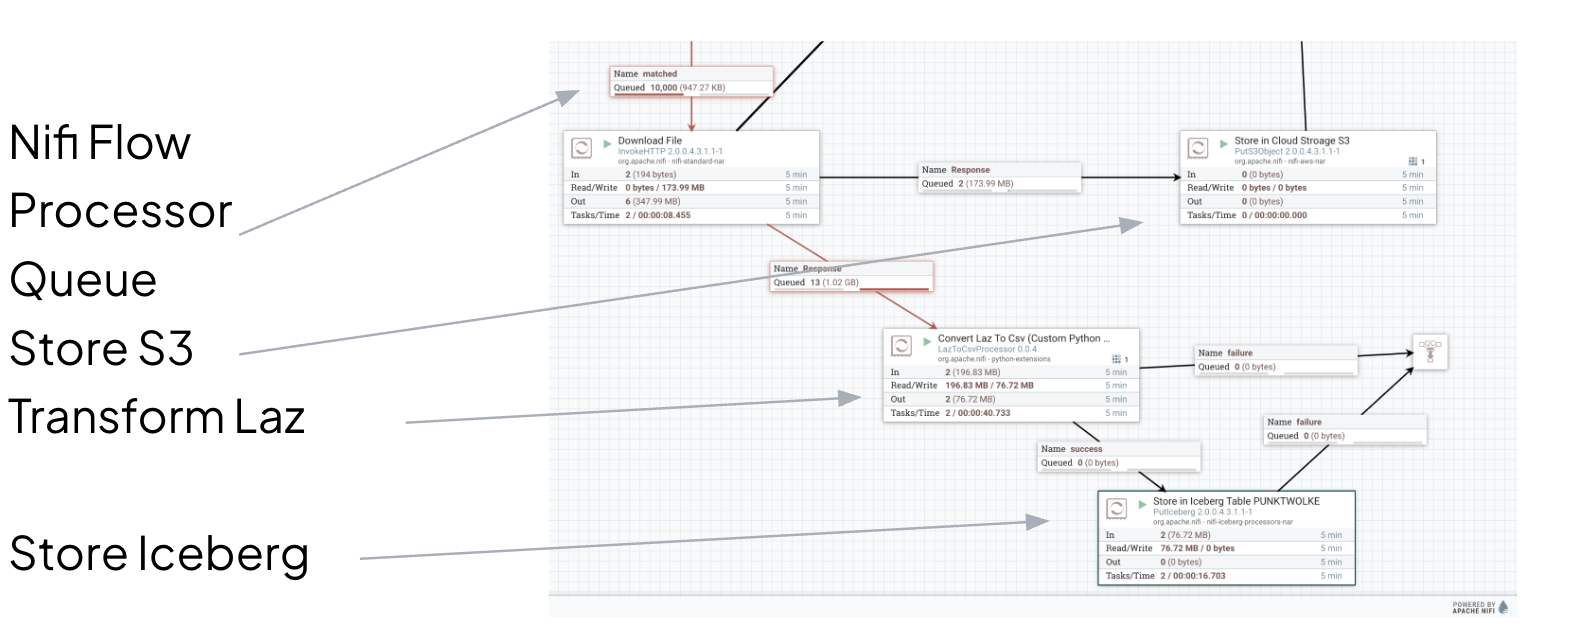 Nifi Flow
Processor
Queue
Store S3
Transform Laz
Store Iceberg
Name matched
Queued 10,000 (947.27 KB)
Download File
InvokeHTTP 2.0.0.4.3.1.1-1
org.apache.nifi - nifi-standard-nar
In 2 (194 bytes) 5 min
Read/Write 0 bytes / 173.99 MB 5 min
Out 6 (347.99 MB) 5 min
Tasks/Time 2 / 00:00:08.455 5 min
Name Response
Queued 2 (173.99 MB)
Store in Cloud Stroage S3
PutS3Object 2.0.0.4.3.1.1-1
org.apache.nifi - nifi-aws-nar
1
In 0 (0 bytes) 5 min
Read/Write 0 bytes / 0 bytes 5 min
Out 0 (0 bytes) 5 min
Tasks/Time 0 / 00:00:00.000 5 min
Name Response
Queued 13 (1.02 GB)
Convert Laz To Csv (Custom Python ...
LazToCsvProcessor 0.0.4
org.apache.nifi - python-extensions
1
In 2 (196.83 MB) 5 min
Read/Write 196.83 MB / 76.72 MB 5 min
Out 2 (76.72 MB) 5 min
Tasks/Time 2 / 00:00:40.733 5 min
Name failure
Queued 0 (0 bytes)
Name failure
Queued 0 (0 bytes)
Name success
Queued 0 (0 bytes)
Store in Iceberg Table PUNKTWOLKE
PutIceberg 2.0.0.4.3.1.1-1
org.apache.nifi - nifi-iceberg-processors-nar
In 2 (76.72 MB) 5 min
Read/Write 76.72 MB / 0 bytes 5 min
Out 0 (0 bytes) 5 min
Tasks/Time 2 / 00:00:16.703 5 min
POWERED BY
APACHE NIFI